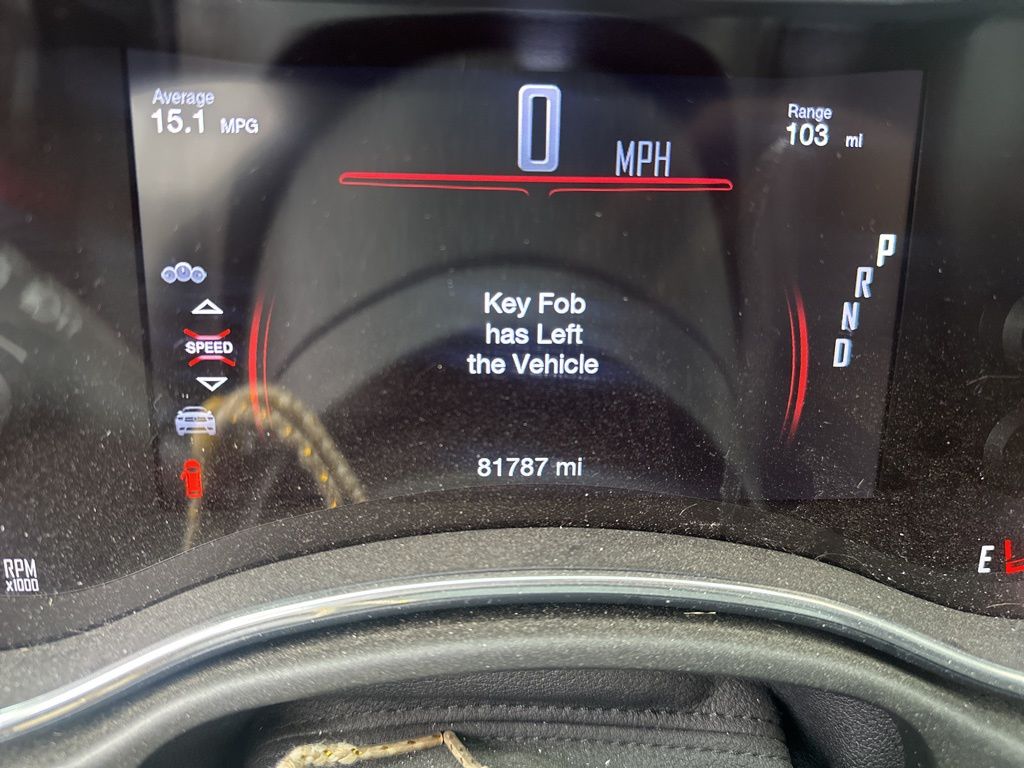 Average
15.1 MPG
0 MPH
Range
103 mi
P
R
N
D
SPEED
Key Fob
has Left
the Vehicle
81787 mi
RPM
x1000
E